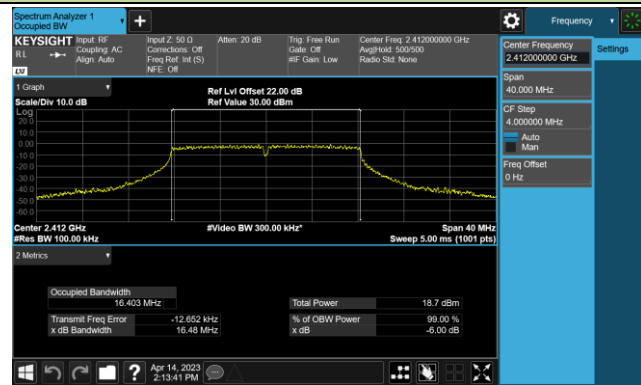 Spectrum Analyzer 1
Occupied BW
Frequency
KEYSIGHT
RL
LXI
Input: RF
Coupling: AC
Align: Auto
Input Z: 50 Ω
Corrections: Off
Freq Ref: Int (S)
NFE: Off
Atten: 20 dB
Trig: Free Run
Gate: Off
#IF Gain: Low
Center Freq: 2.412000000 GHz
Avg|Hold: 500/500
Radio Std: None
Center Frequency
2.412000000 GHz
Settings
Span
40.000 MHz
CF Step
4.000000 MHz
Auto
Man
Freq Offset
0 Hz
1 Graph
Scale/Div 10.0 dB
Ref Lvl Offset 22.00 dB
Ref Value 30.00 dBm
Log
20.0
10.0
0.00
-10.0
-20.0
-30.0
-40.0
-50.0
-60.0
Center 2.412 GHz
#Res BW 100.00 kHz
#Video BW 300.00 kHz*
Span 40 MHz
Sweep 5.00 ms (1001 pts)
2 Metrics
Occupied Bandwidth
16.403 MHz
Total Power 18.7 dBm
Transmit Freq Error -12.652 kHz
% of OBW Power 99.00 %
x dB Bandwidth 16.48 MHz
x dB -6.00 dB
?
Apr 14, 2023
2:13:41 PM